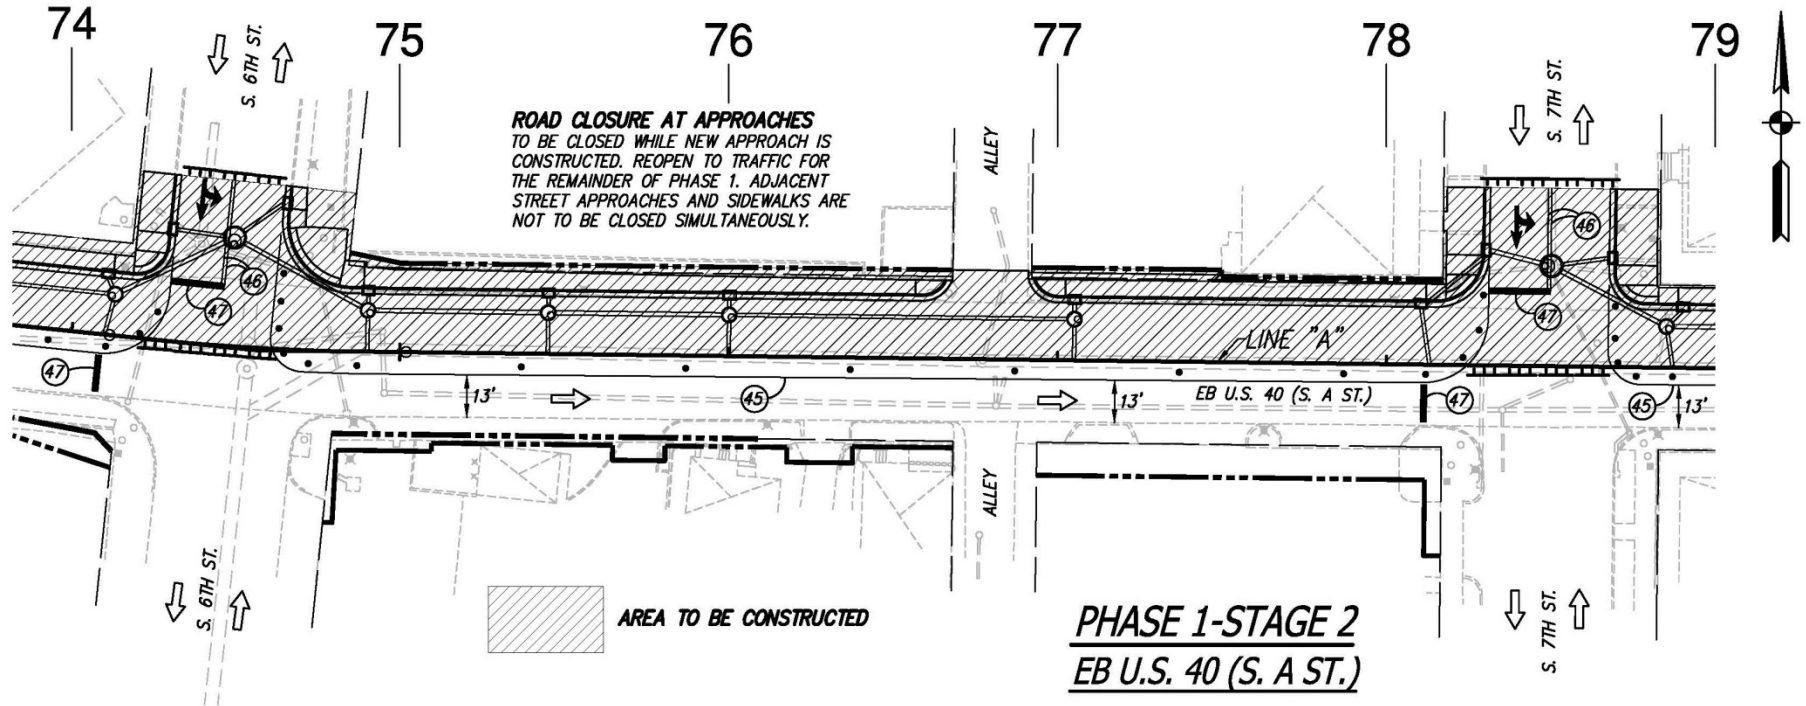 74
75
76
77
78
79
S. 6TH ST.
S. 7TH ST.
ROAD CLOSURE AT APPROACHES
TO BE CLOSED WHILE NEW APPROACH IS
CONSTRUCTED. REOPEN TO TRAFFIC FOR
THE REMAINDER OF PHASE 1. ADJACENT
STREET APPROACHES AND SIDEWALKS ARE
NOT TO BE CLOSED SIMULTANEOUSLY.
ALLEY
46
46
47
47
LINE "A"
47
13'
45
13'
EB U.S. 40 (S. A ST.)
47
45
13'
ALLEY
S. 6TH ST.
S. 7TH ST.
AREA TO BE CONSTRUCTED
PHASE 1-STAGE 2
EB U.S. 40 (S. A ST.)